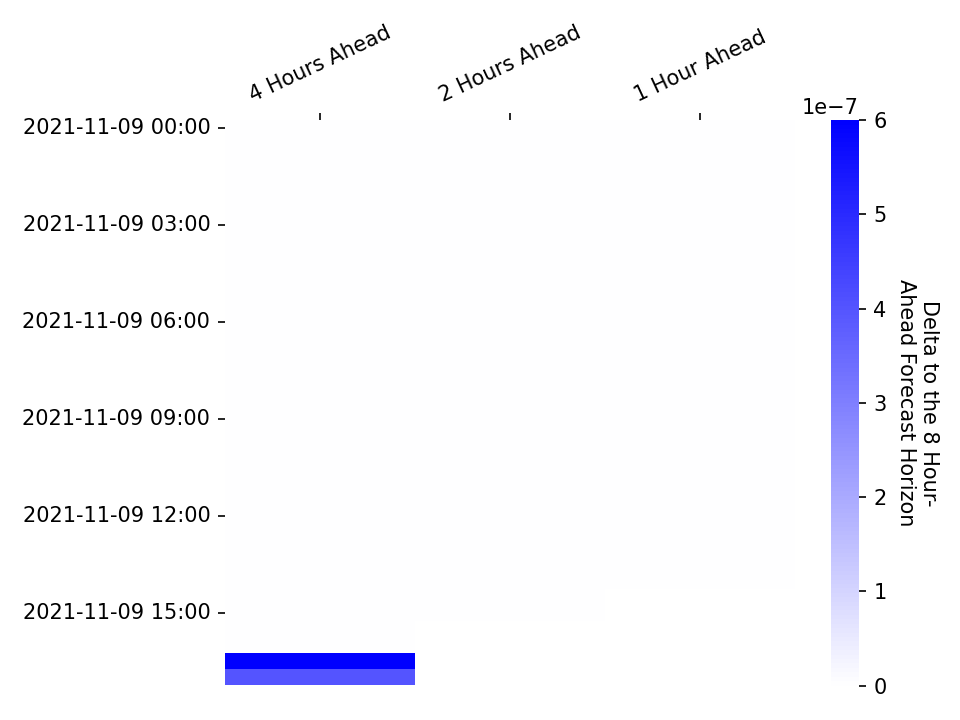 4 Hours Ahead
2 Hours Ahead
1 Hour Ahead
2021-11-09 00:00
2021-11-09 03:00
2021-11-09 06:00
2021-11-09 09:00
2021-11-09 12:00
2021-11-09 15:00
1e−7
6
5
4
3
2
1
0
Delta to the 8 Hour-
Ahead Forecast Horizon